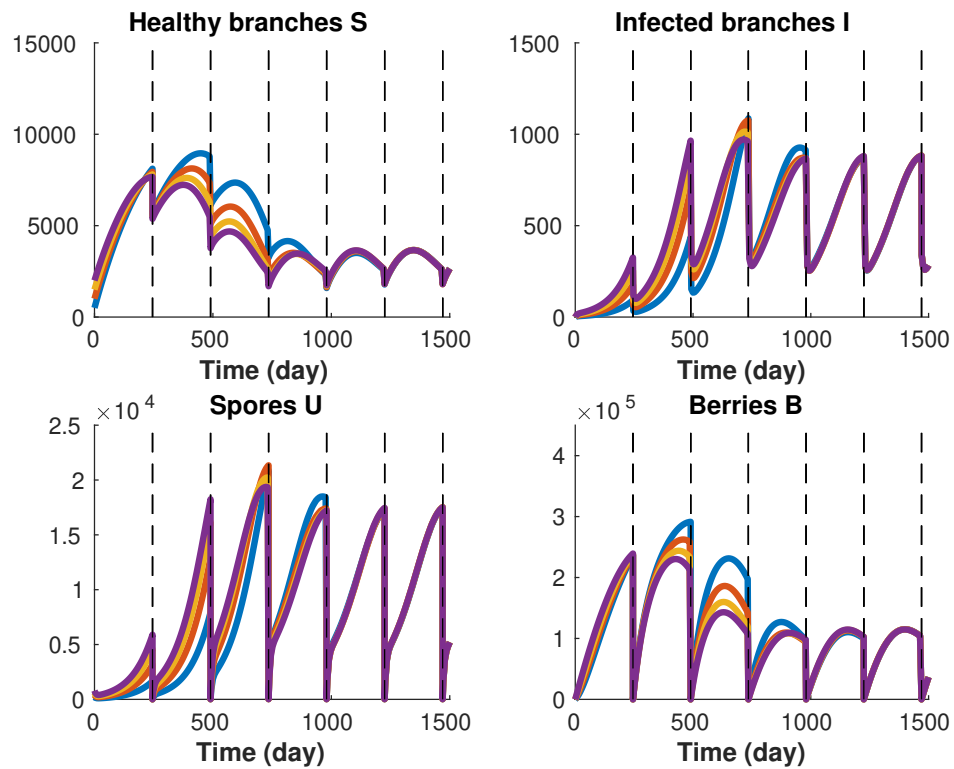 Healthy branches S
15000
10000
5000
0
0 500 1000 1500
Time (day)
Infected branches I
1500
1000
500
0
0 500 1000 1500
Time (day)
Spores U
×10^4
2.5
2
1.5
1
0.5
0
0 500 1000 1500
Time (day)
Berries B
×10^5
4
3
2
1
0
0 500 1000 1500
Time (day)